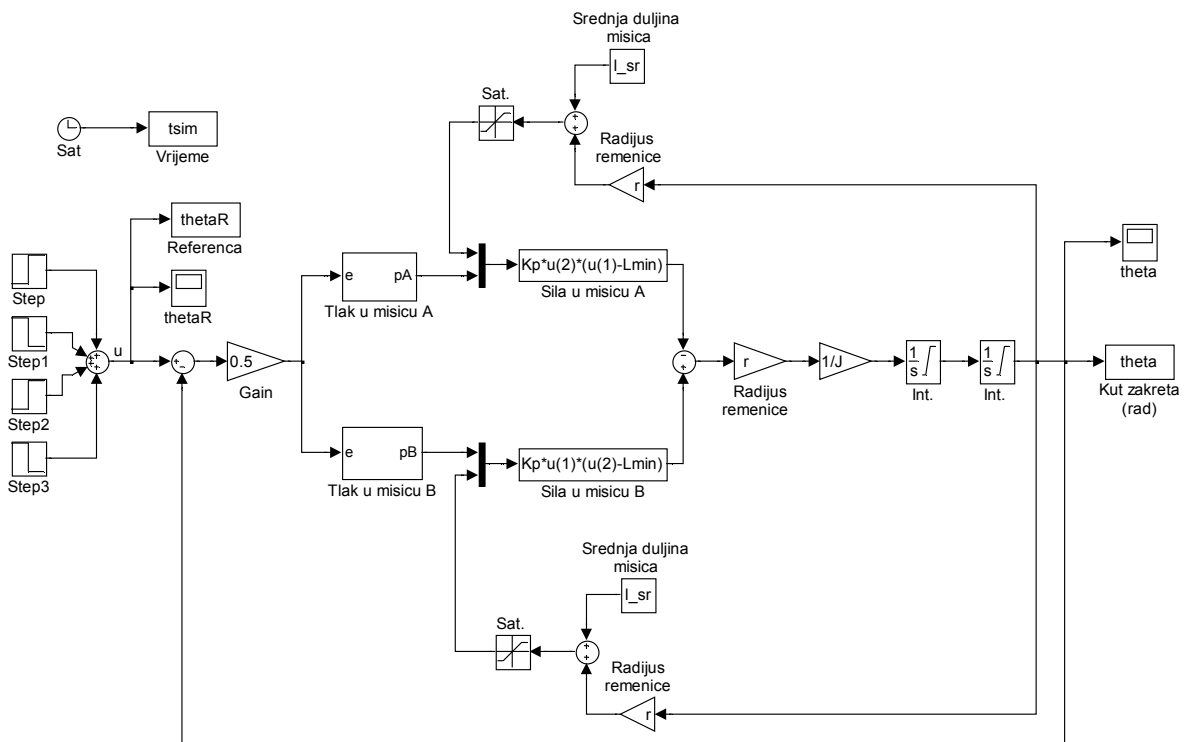 Srednja duljina
misica
l_sr
Sat.
+
+
Radijus
remenice
r
Sat
tsim
Vrijeme
thetaR
Referenca
thetaR
Step
Step1
Step2
Step3
+
+
+
+
u
+
−
0.5
Gain
e
pA
Tlak u misicu A
Kp*u(2)*(u(1)-Lmin)
Sila u misicu A
e
pB
Tlak u misicu B
Kp*u(1)*(u(2)-Lmin)
Sila u misicu B
−
+
r
Radijus
remenice
1/J
1
s
Int.
1
s
Int.
theta
theta
Kut zakreta
(rad)
Srednja duljina
misica
l_sr
Sat.
+
+
Radijus
remenice
r